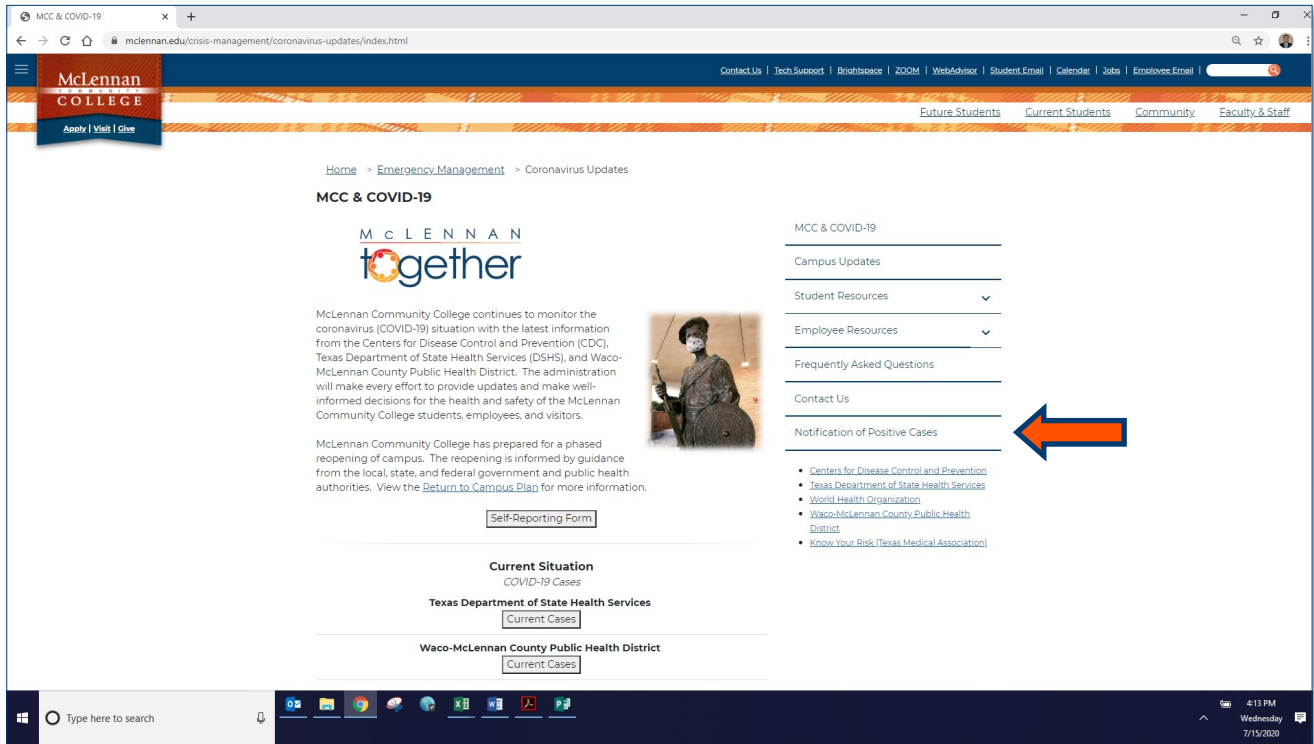 MCC & COVID-19
mclennan.edu/crisis-management/coronavirus-updates/index.html
McLennan
COMMUNITY
COLLEGE
Apply | Visit | Give
Contact Us | Tech Support | Brightspace | ZOOM | WebAdvisor | Student Email | Calendar | Jobs | Employee Email |
Future Students Current Students Community Faculty & Staff
Home > Emergency Management > Coronavirus Updates
MCC & COVID-19
McLENNAN
together
McLennan Community College continues to monitor the
coronavirus (COVID-19) situation with the latest information
from the Centers for Disease Control and Prevention (CDC),
Texas Department of State Health Services (DSHS), and Waco-
McLennan County Public Health District. The administration
will make every effort to provide updates and make well-
informed decisions for the health and safety of the McLennan
Community College students, employees, and visitors.
McLennan Community College has prepared for a phased
reopening of campus. The reopening is informed by guidance
from the local, state, and federal government and public health
authorities. View the Return to Campus Plan for more information.
Self-Reporting Form
Current Situation
COVID-19 Cases
Texas Department of State Health Services
Current Cases
Waco-McLennan County Public Health District
Current Cases
MCC & COVID-19
Campus Updates
Student Resources
Employee Resources
Frequently Asked Questions
Contact Us
Notification of Positive Cases
Centers for Disease Control and Prevention
Texas Department of State Health Services
World Health Organization
Waco-McLennan County Public Health
District
Know Your Risk (Texas Medical Association)
Type here to search
4:13 PM
Wednesday
7/15/2020